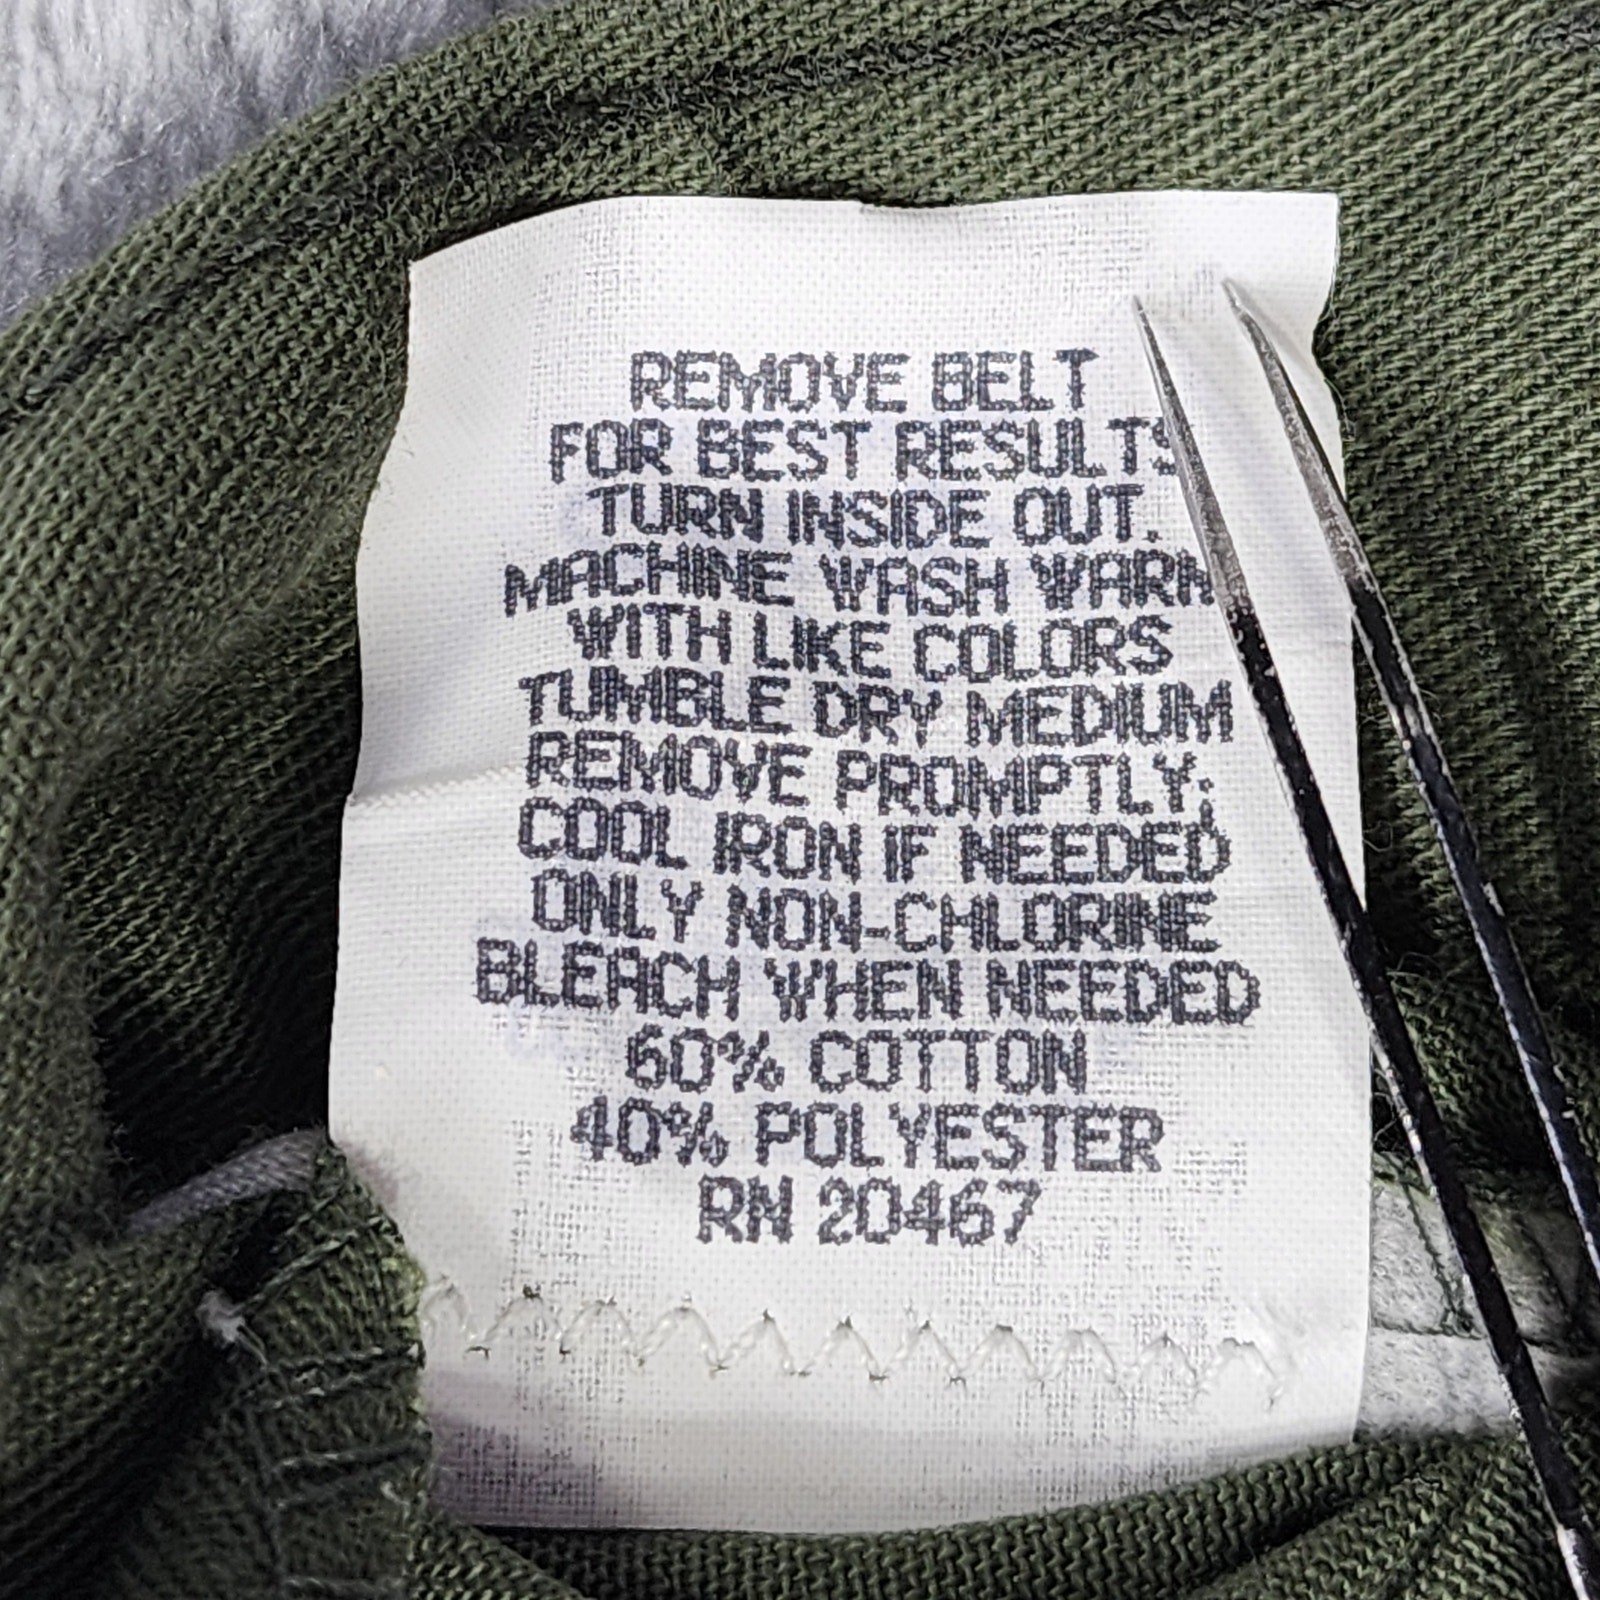 REMOVE BELT
FOR BEST RESULTS
TURN INSIDE OUT.
MACHINE WASH WARM
WITH LIKE COLORS
TUMBLE DRY MEDIUM
REMOVE PROMPTLY;
COOL IRON IF NEEDED
ONLY NON-CHLORINE
BLEACH WHEN NEEDED
60% COTTON
40% POLYESTER
RN 20467